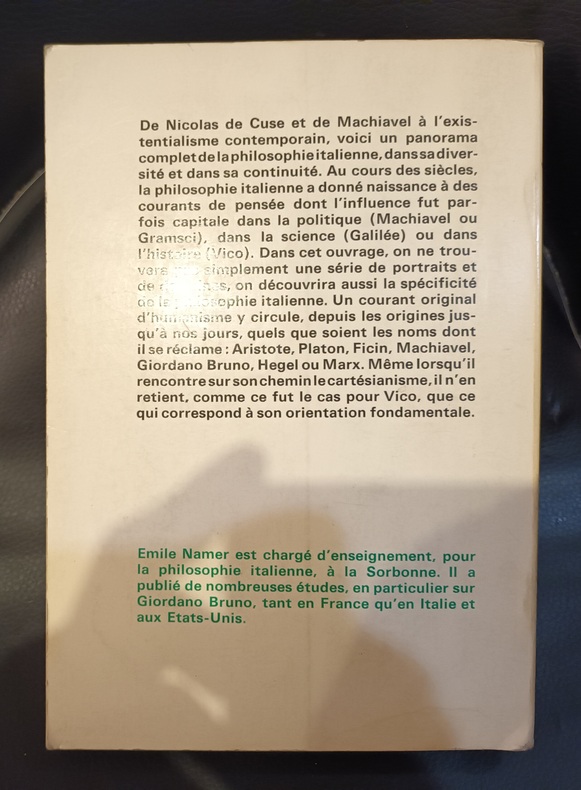 De Nicolas de Cuse et de Machiavel à l'exis-
tentialisme contemporain, voici un panorama
complet de la philosophie italienne, dans sa diver-
sité et dans sa continuité. Au cours des siècles,
la philosophie italienne a donné naissance à des
courants de pensée dont l'influence fut par-
fois capitale dans la politique (Machiavel ou
Gramsci), dans la science (Galilée) ou dans
l'histoire (Vico). Dans cet ouvrage, on ne trou-
vera pas simplement une série de portraits et
de on découvrira aussi la spécificité
de la philosophie italienne. Un courant original
d'humanisme y circule, depuis les origines jus-
qu'à nos jours, quels que soient les noms dont
il se réclame : Aristote, Platon, Ficin, Machiavel,
Giordano Bruno, Hegel ou Marx. Même lorsqu'il
rencontre sur son chemin le cartésianisme, il n'en
retient, comme ce fut le cas pour Vico, que ce
qui correspond à son orientation fondamentale.
Emile Namer est chargé d'enseignement, pour
la philosophie italienne, à la Sorbonne. Il a
publié de nombreuses études, en particulier sur
Giordano Bruno, tant en France qu'en Italie et
aux Etats-Unis.